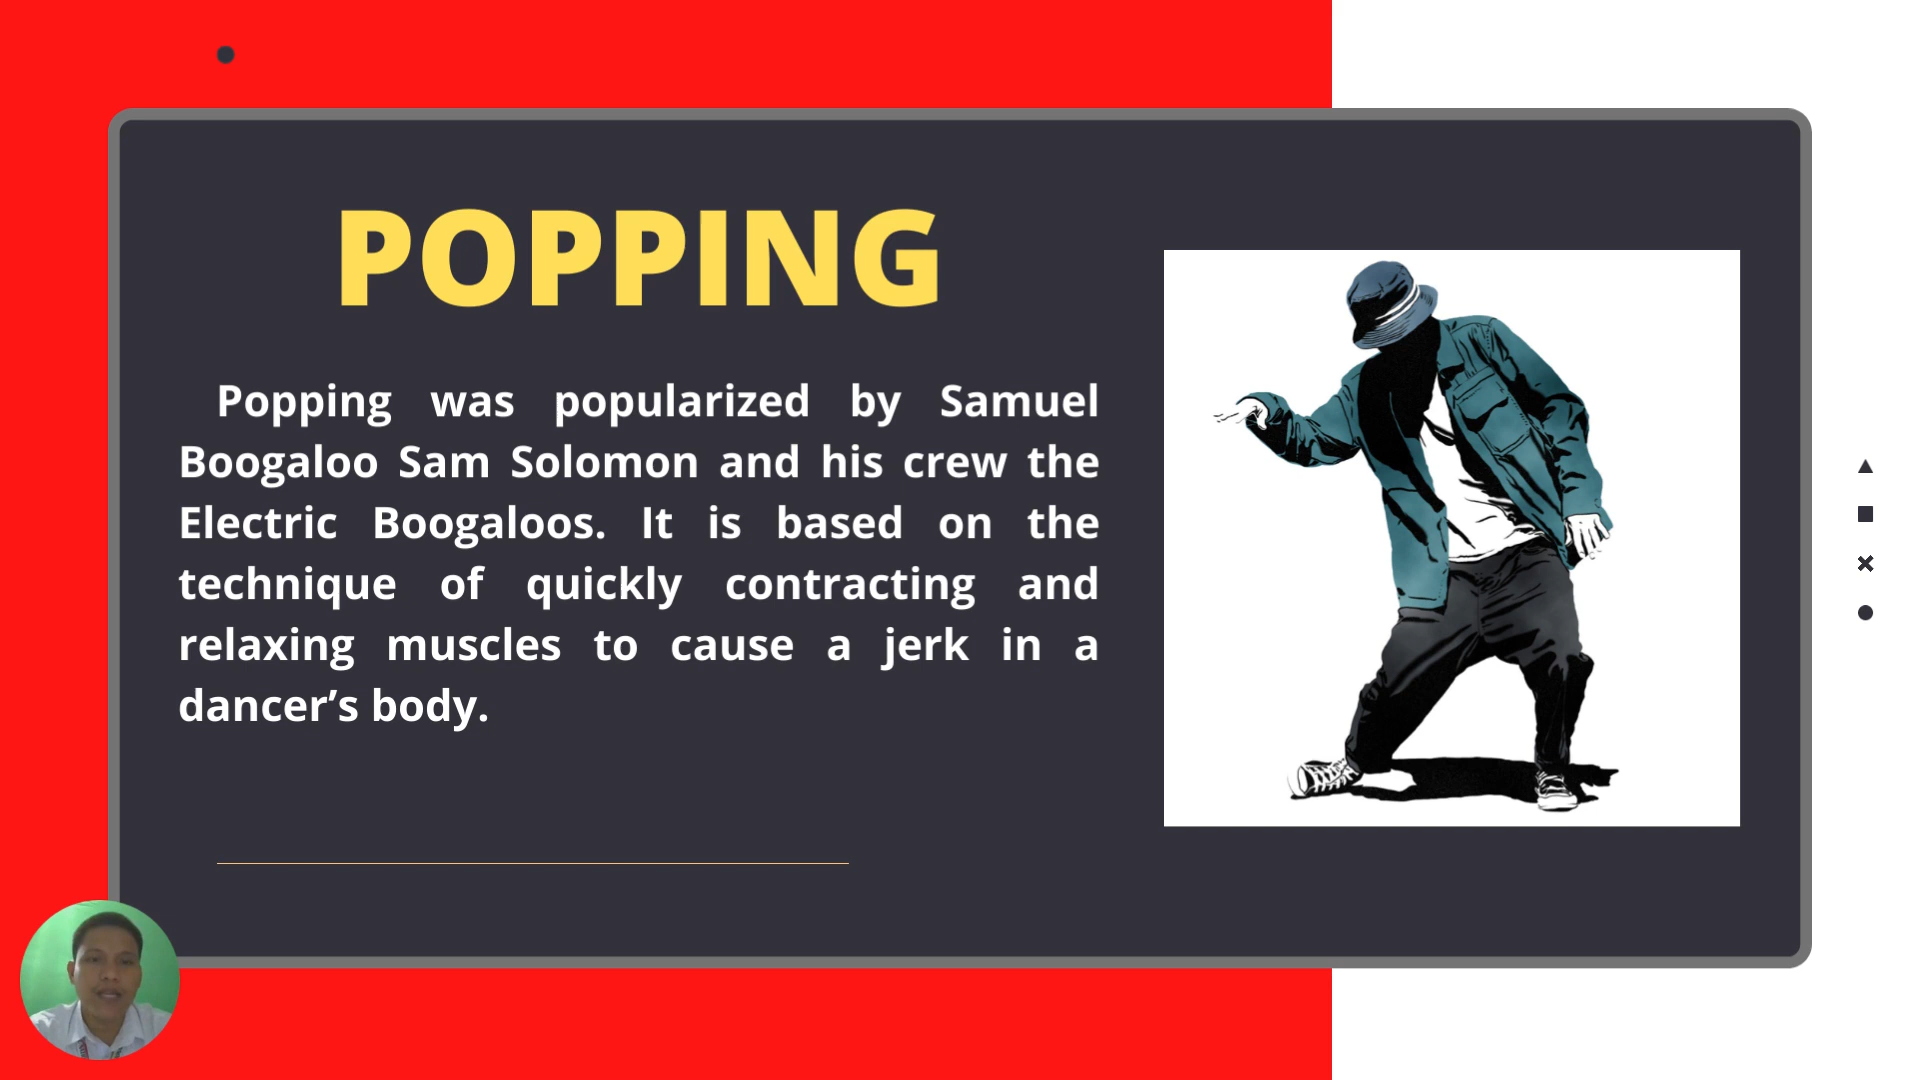 POPPING
Popping was popularized by Samuel
Boogaloo Sam Solomon and his crew the
Electric Boogaloos. It is based on the
technique of quickly contracting and
relaxing muscles to cause a jerk in a
dancer’s body.